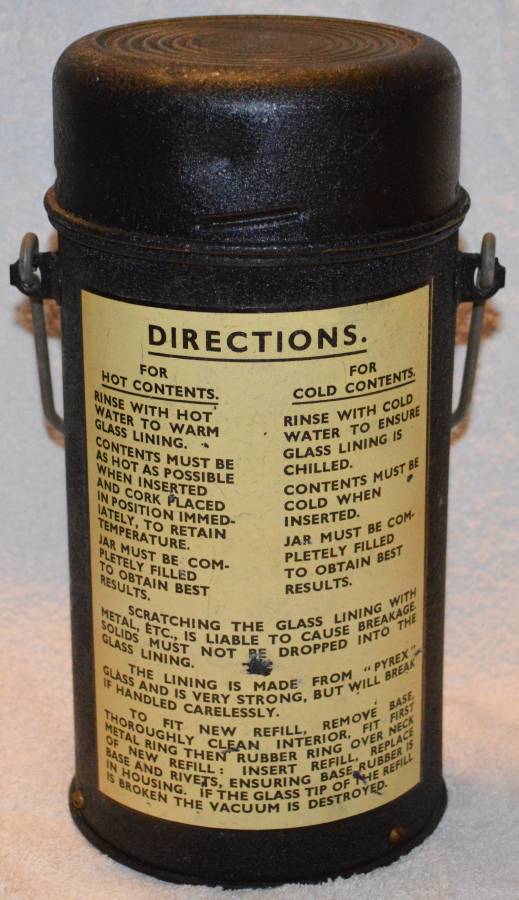 DIRECTIONS.
FOR
HOT CONTENTS.
RINSE WITH HOT
WATER TO WARM
GLASS LINING.
CONTENTS MUST BE
AS HOT AS POSSIBLE
WHEN INSERTED
AND CORK PLACED
IN POSITION IMMED-
IATELY, TO RETAIN
TEMPERATURE.
JAR MUST BE COM-
PLETELY FILLED
TO OBTAIN BEST
RESULTS.
FOR
COLD CONTENTS.
RINSE WITH COLD
WATER TO ENSURE
GLASS LINING IS
CHILLED.
CONTENTS MUST BE
COLD WHEN
INSERTED.
JAR MUST BE COM-
PLETELY FILLED
TO OBTAIN BEST
RESULTS.
SCRATCHING THE GLASS LINING WITH
METAL, ETC., IS LIABLE TO CAUSE BREAKAGE.
SOLIDS MUST NOT BE DROPPED INTO THE
GLASS LINING.
THE LINING IS MADE FROM "PYREX"
GLASS AND IS VERY STRONG, BUT WILL BREAK
IF HANDLED CARELESSLY.
TO FIT NEW REFILL, REMOVE BASE.
THOROUGHLY CLEAN INTERIOR, FIT FIRST
METAL RING THEN RUBBER RING OVER NECK
OF NEW REFILL: INSERT REFILL, REPLACE
BASE AND RIVETS, ENSURING BASE RUBBER IS
IN HOUSING. IF THE GLASS TIP OF THE REFILL
IS BROKEN THE VACUUM IS DESTROYED.